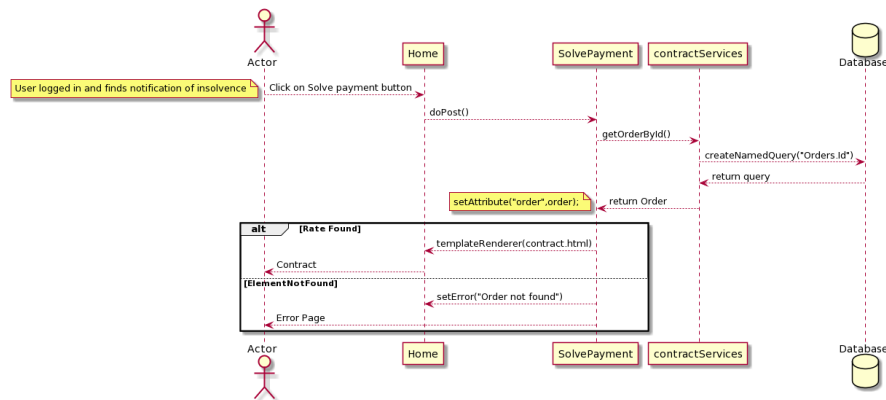 Actor
Home
SolvePayment
contractServices
Database
User logged in and finds notification of insolvence
Click on Solve payment button
doPost()
getOrderById()
createNamedQuery("Orders.Id")
return query
setAttribute("order",order);
return Order
alt
[Rate Found]
templateRenderer(contract.html)
Contract
[ElementNotFound]
setError("Order not found")
Error Page
Actor
Home
SolvePayment
contractServices
Database